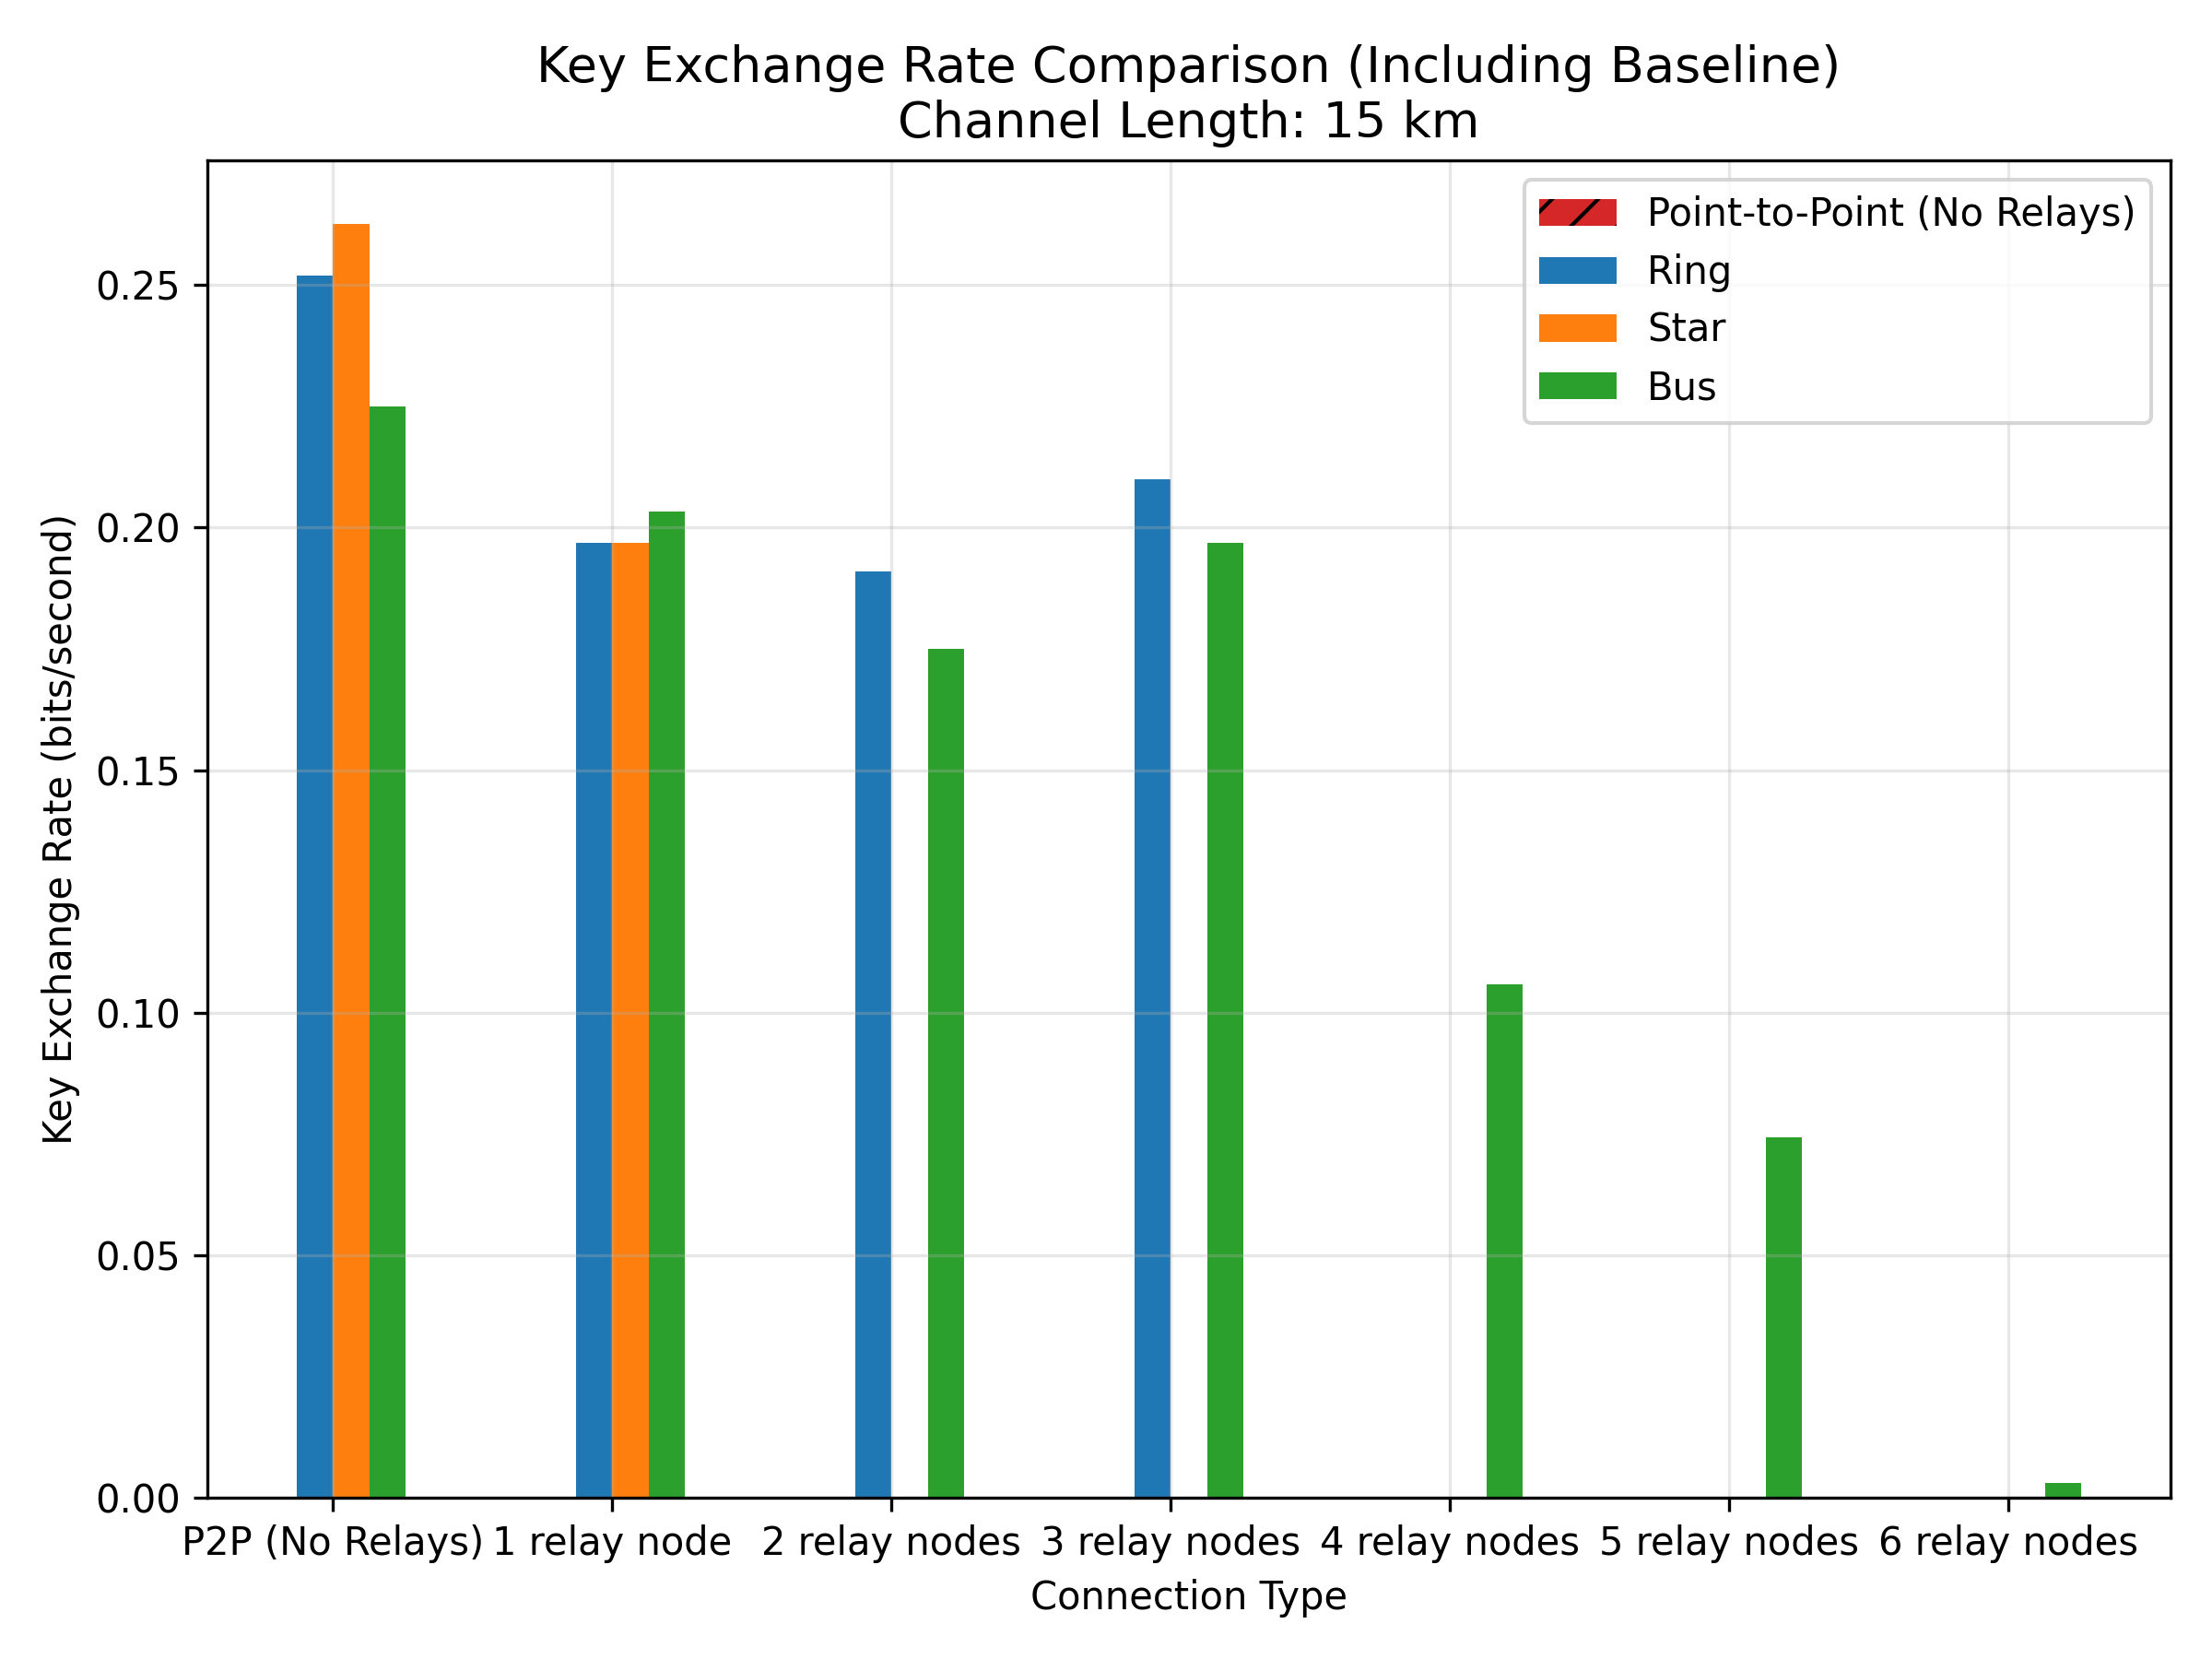 Key Exchange Rate Comparison (Including Baseline)
Channel Length: 15 km
Point-to-Point (No Relays)
Ring
Star
Bus
Key Exchange Rate (bits/second)
0.25
0.20
0.15
0.10
0.05
0.00
P2P (No Relays) 1 relay node 2 relay nodes 3 relay nodes 4 relay nodes 5 relay nodes 6 relay nodes
Connection Type